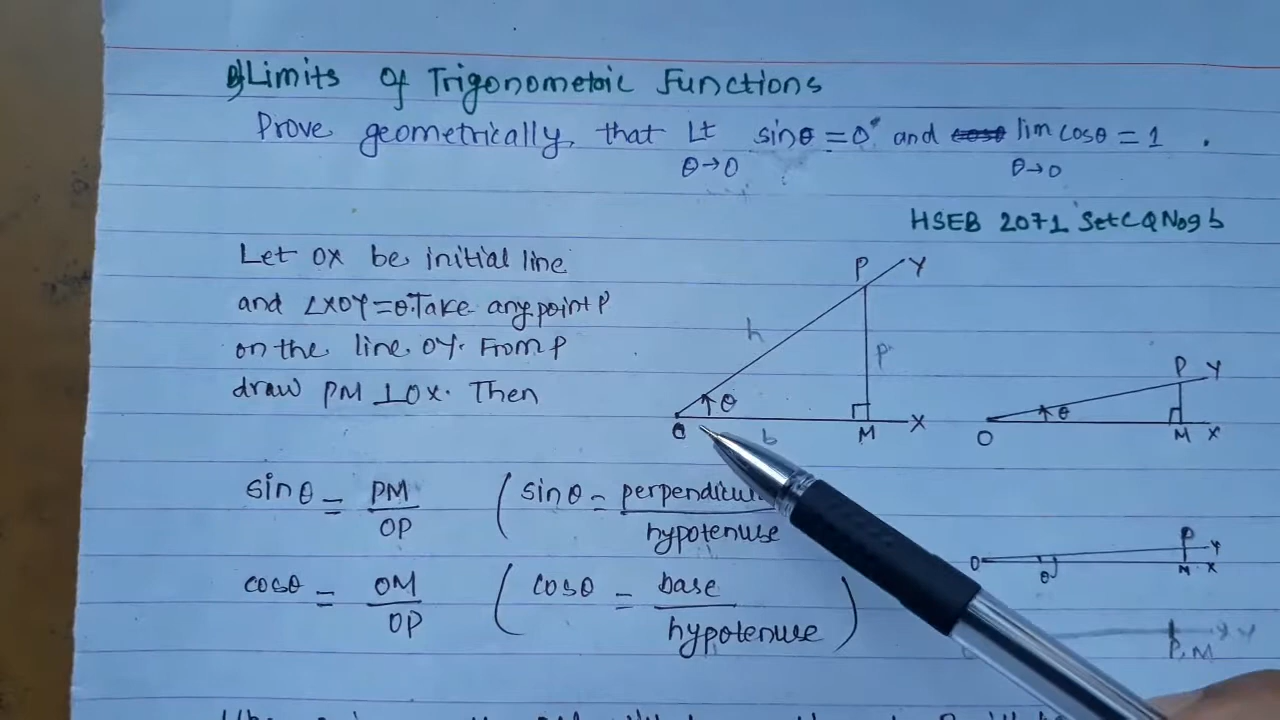 Limits Of Trigonometric Functions
Prove geometrically, that Lt sinθ = 0 and lim cosθ = 1 .
θ→0 θ→0
HSEB 2071 Set C Q No 9 b
Let OX be initial line
and ∠XOY = θ. Take any point P
on the line OY. From P
draw PM ⊥ OX. Then
P Y
h
p
θ
O b M X
P Y
θ
O M X
sinθ = PM (sinθ = perpendicul
OP hypotenuse
P Y
O θ M X
cosθ = OM (cosθ = base
OP hypotenuse)
Y
P, M